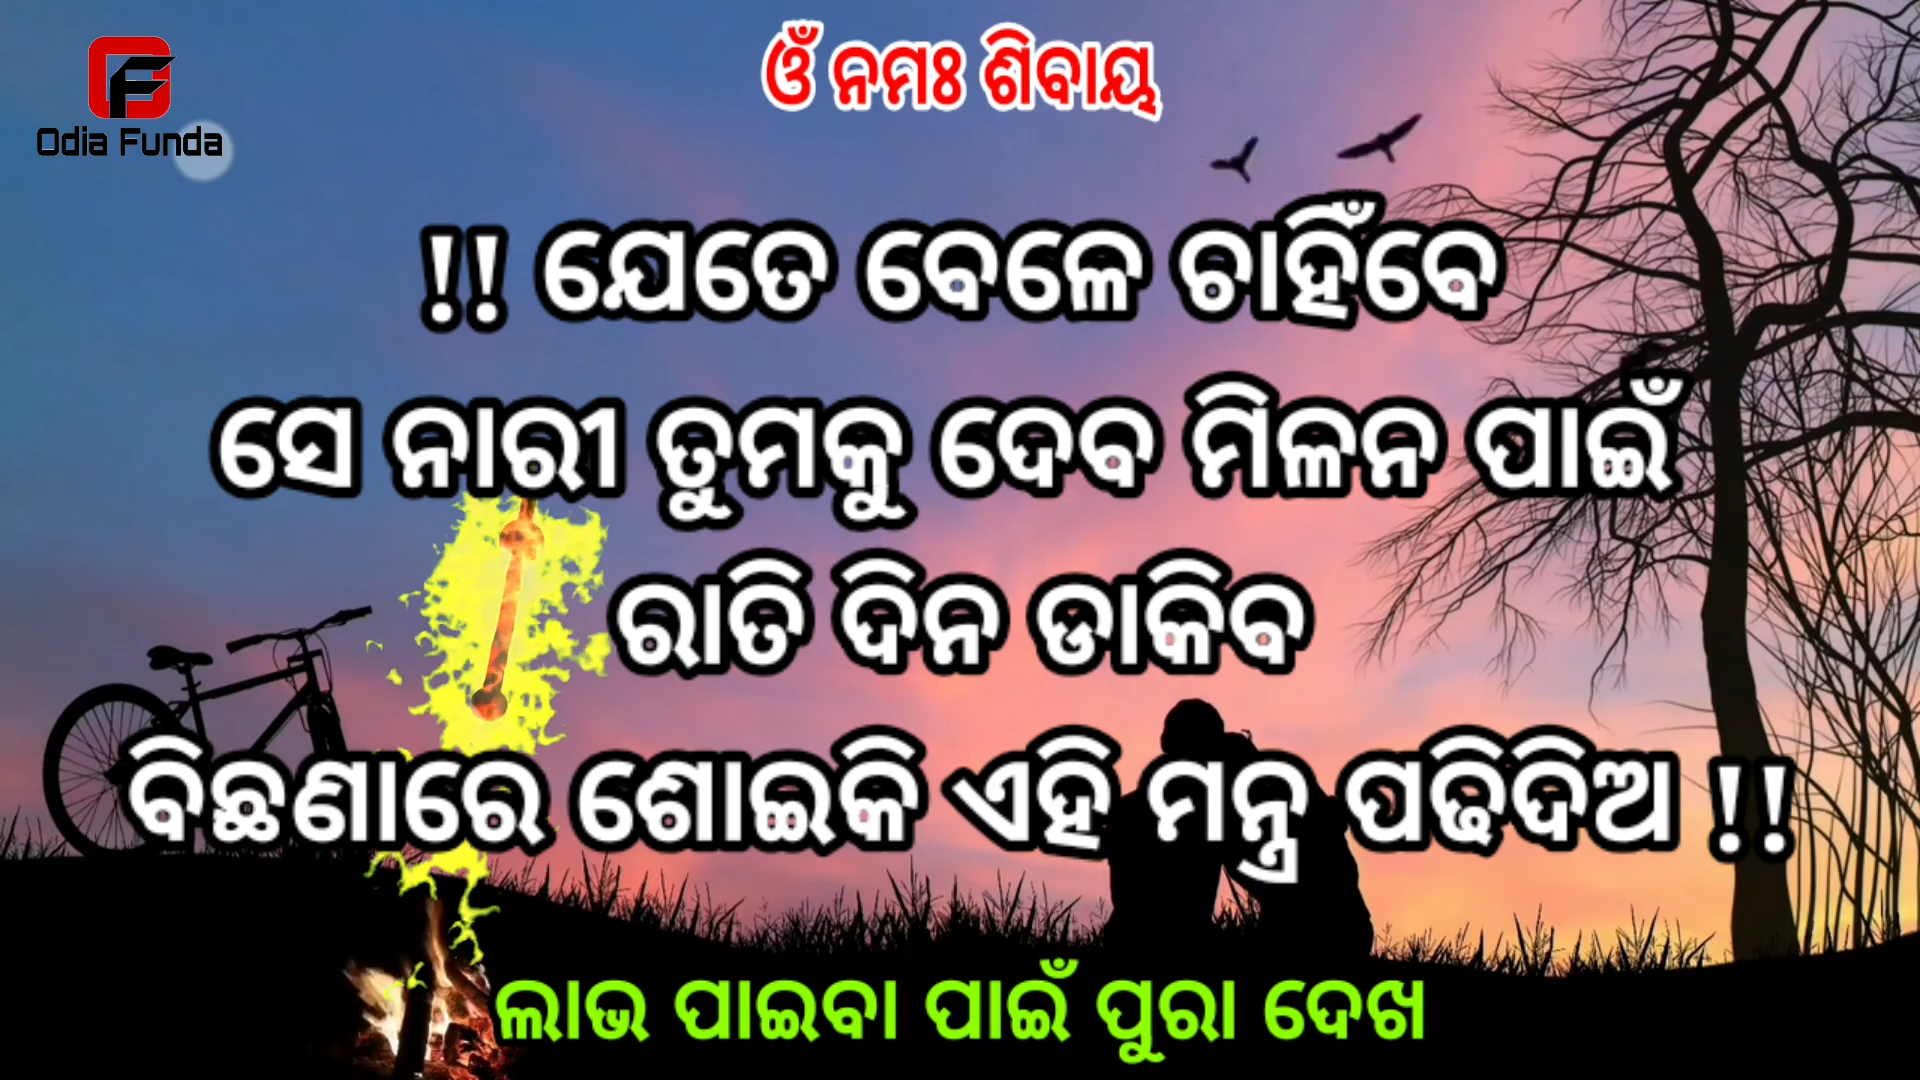 ଓଁ ନମଃ ଶିବାୟ
Odia Funda
!! ଯେତେ ବେଳେ ଚାହିଁବେ
ସେ ନାରୀ ତୁମକୁ ଦେବ ମିଳନ ପାଇଁ
ରାତି ଦିନ ଡାକିବ
ବିଛଣାରେ ଶୋଇକି ଏହି ମନ୍ତ୍ର ପଢିଦିଅ !!
ଲାଭ ପାଇବା ପାଇଁ ପୁରା ଦେଖ